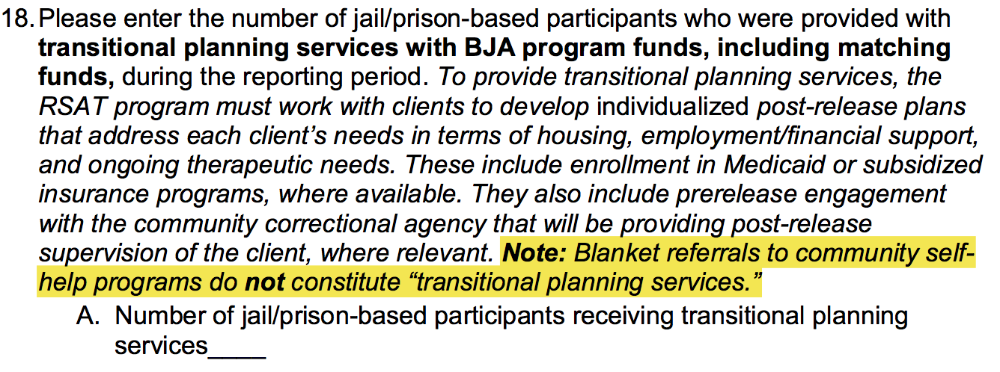 18. Please enter the number of jail/prison-based participants who were provided with
transitional planning services with BJA program funds, including matching
funds, during the reporting period. To provide transitional planning services, the
RSAT program must work with clients to develop individualized post-release plans
that address each client’s needs in terms of housing, employment/financial support,
and ongoing therapeutic needs. These include enrollment in Medicaid or subsidized
insurance programs, where available. They also include prerelease engagement
with the community correctional agency that will be providing post-release
supervision of the client, where relevant. Note: Blanket referrals to community self-
help programs do not constitute “transitional planning services.”
A. Number of jail/prison-based participants receiving transitional planning
services____